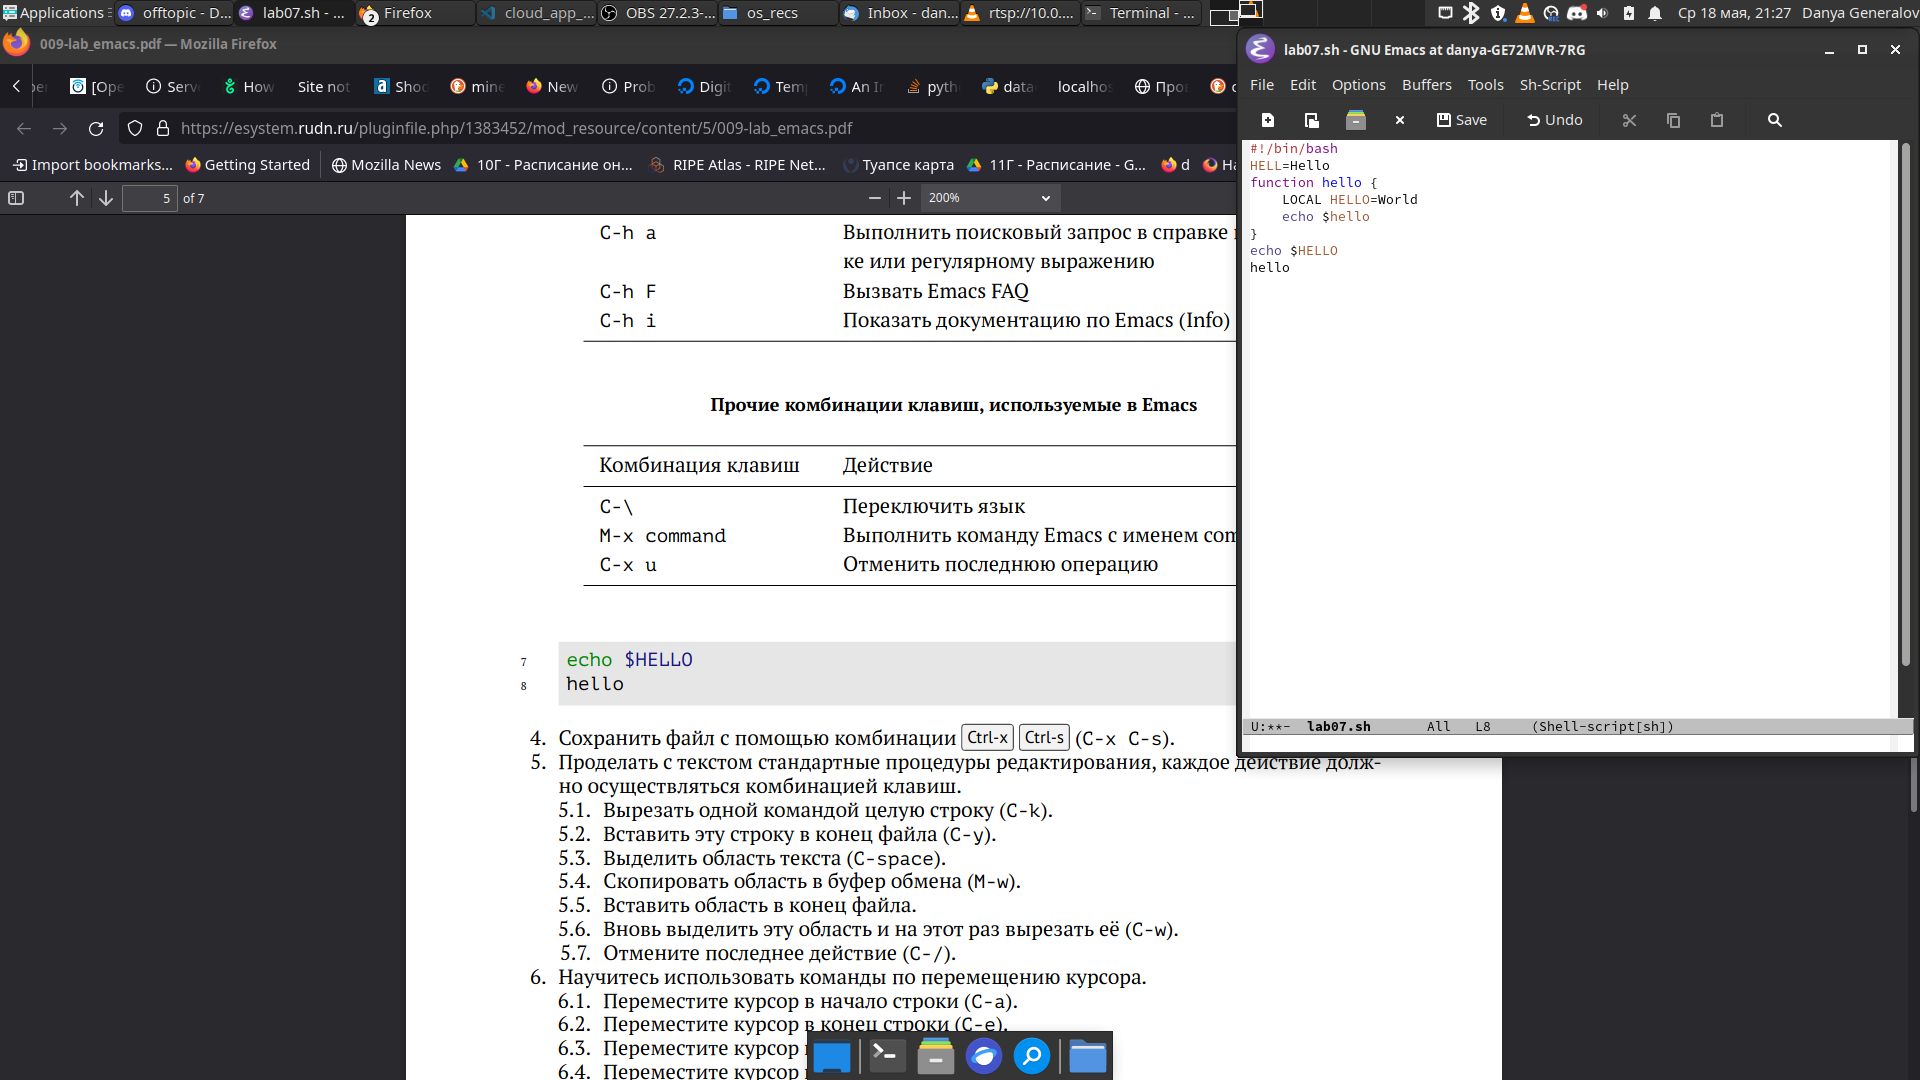 Applications offtopic - D... lab07.sh - ... 2 Firefox cloud_app_... OBS 27.2.3-... os_recs Inbox - dan... rtsp://10.0.... Terminal - ... Ср 18 мая, 21:27 Danya Generalov
009-lab_emacs.pdf — Mozilla Firefox
[Ope Serv How Site not Shod mine New Prob Digit Tem An Ir pyth data localhos Про
https://esystem.rudn.ru/pluginfile.php/1383452/mod_resource/content/5/009-lab_emacs.pdf
Import bookmarks... Getting Started Mozilla News 10Г - Расписание он... RIPE Atlas - RIPE Net... Туапсе карта 11Г - Расписание - G... d На
5 of 7 200%
C-h a Выполнить поисковый запрос в справке
ке или регулярному выражению
C-h F Вызвать Emacs FAQ
C-h i Показать документацию по Emacs (Info)
Прочие комбинации клавиш, используемые в Emacs
Комбинация клавиш Действие
C-\ Переключить язык
M-x command Выполнить команду Emacs с именем com
C-x u Отменить последнюю операцию
7 echo $HELLO
8 hello
4. Сохранить файл с помощью комбинации Ctrl-x Ctrl-s (C-x C-s).
5. Проделать с текстом стандартные процедуры редактирования, каждое действие долж-
но осуществляться комбинацией клавиш.
5.1. Вырезать одной командой целую строку (C-k).
5.2. Вставить эту строку в конец файла (C-y).
5.3. Выделить область текста (C-space).
5.4. Скопировать область в буфер обмена (M-w).
5.5. Вставить область в конец файла.
5.6. Вновь выделить эту область и на этот раз вырезать её (C-w).
5.7. Отмените последнее действие (C-/).
6. Научитесь использовать команды по перемещению курсора.
6.1. Переместите курсор в начало строки (C-a).
6.2. Переместите курсор в конец строки (C-e).
6.3. Переместите курсор
6.4. Переместите курсор
lab07.sh - GNU Emacs at danya-GE72MVR-7RG
File Edit Options Buffers Tools Sh-Script Help
Save Undo
#!/bin/bash
HELL=Hello
function hello {
LOCAL HELLO=World
echo $hello
}
echo $HELLO
hello
U:**- lab07.sh All L8 (Shell-script[sh])